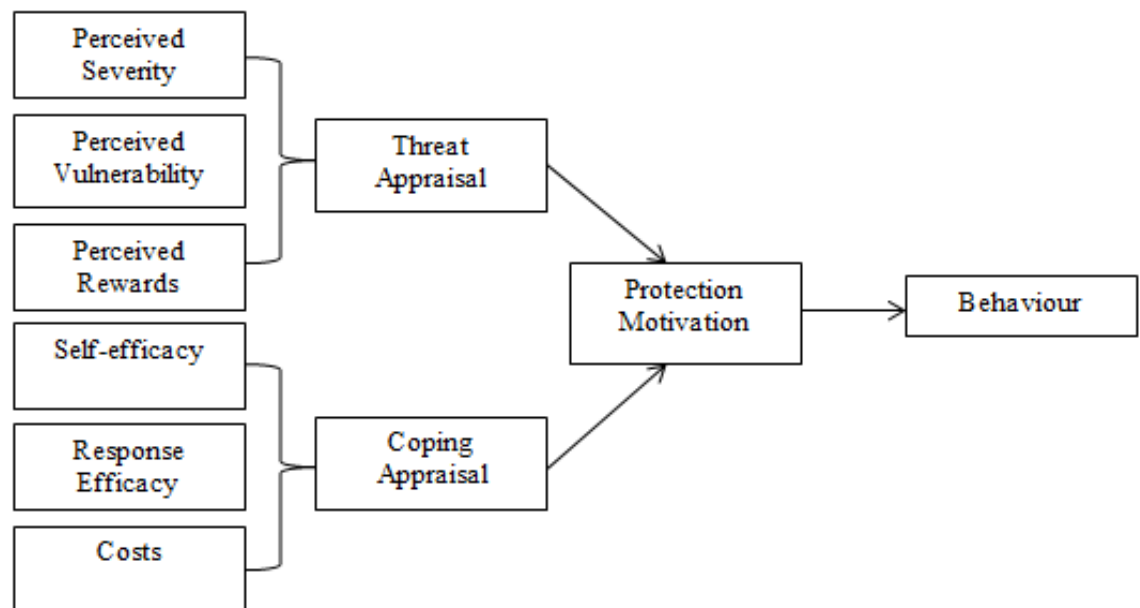 Perceived
Severity
Perceived
Vulnerability
Perceived
Rewards
Self-efficacy
Response
Efficacy
Costs
Threat
Appraisal
Coping
Appraisal
Protection
Motivation
Behaviour